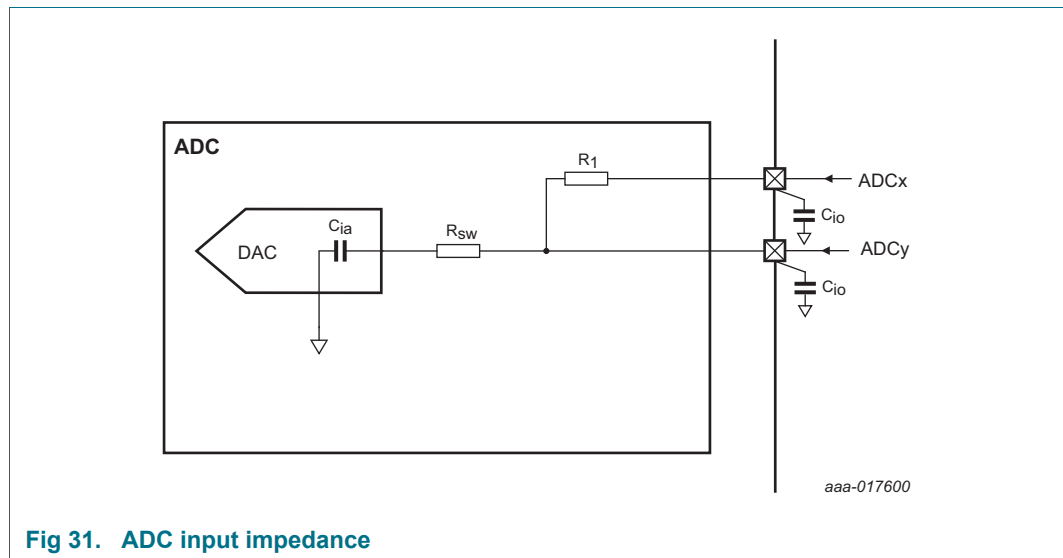 ADC
R1
ADCx
Cio
Cia
Rsw
DAC
ADCy
Cio
aaa-017600
Fig 31. ADC input impedance